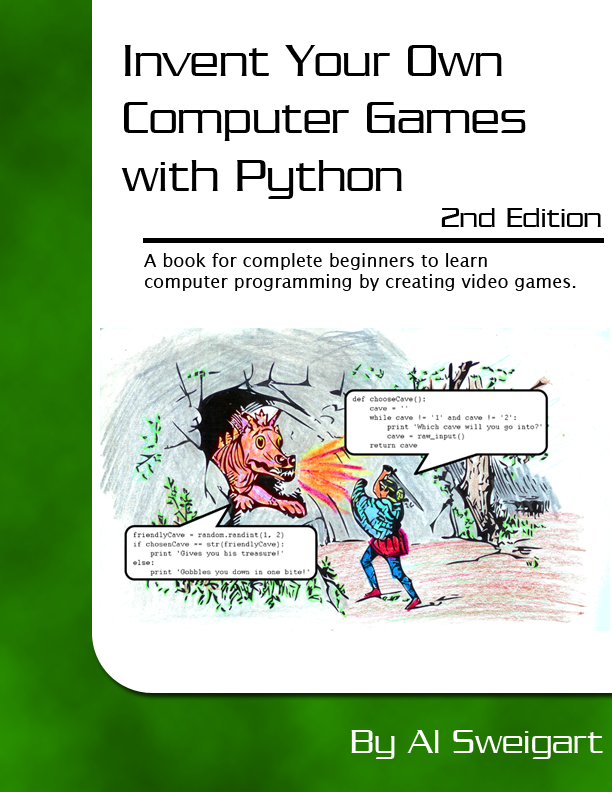 Invent Your Own
Computer Games
with Python
2nd Edition
A book for complete beginners to learn
computer programming by creating video games.
def chooseCave():
    cave = ''
    while cave != '1' and cave != '2':
        print 'Which cave will you go into?'
        cave = raw_input()
    return cave
friendlyCave = random.randint(1, 2)
if chosenCave == str(friendlyCave):
    print 'Gives you his treasure!'
else:
    print 'Gobbles you down in one bite!'
By Al Sweigart